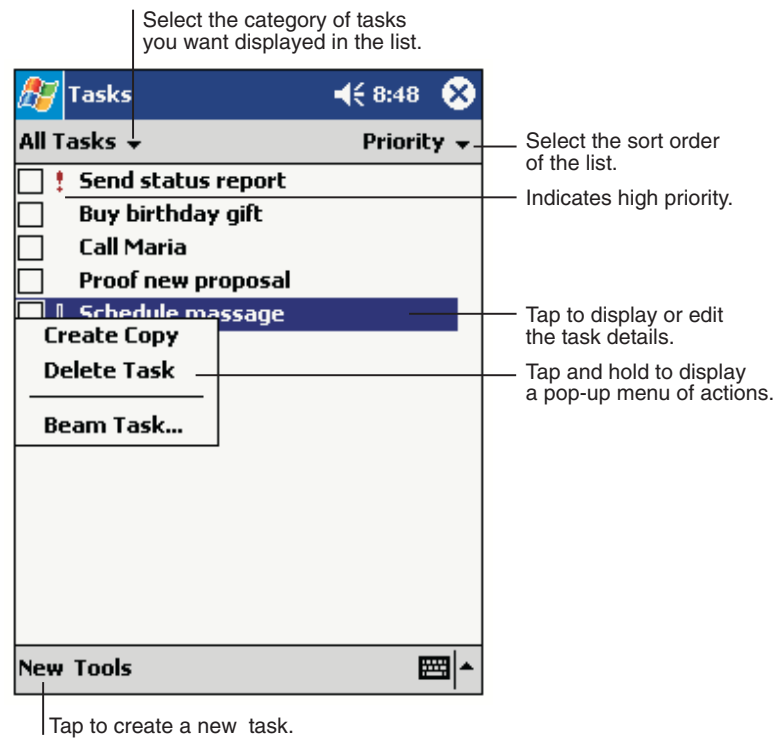 Select the category of tasks
you want displayed in the list.
Tasks 8:48
All Tasks Priority
Select the sort order
of the list.
! Send status report
Indicates high priority.
Buy birthday gift
Call Maria
Proof new proposal
Schedule massage
Tap to display or edit
the task details.
Create Copy
Delete Task
Tap and hold to display
a pop-up menu of actions.
Beam Task...
New Tools
Tap to create a new task.